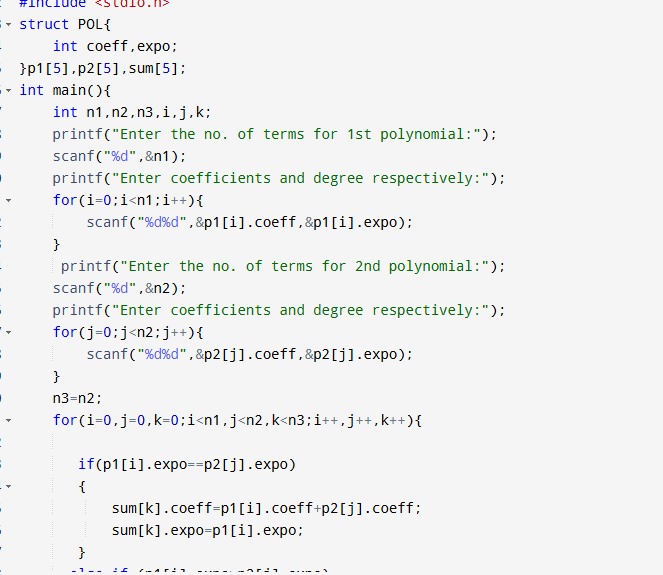 #include <stdio.h>
struct POL{
    int coeff,expo;
}p1[5],p2[5],sum[5];
int main(){
    int n1,n2,n3,i,j,k;
    printf("Enter the no. of terms for 1st polynomial:");
    scanf("%d",&n1);
    printf("Enter coefficients and degree respectively:");
    for(i=0;i<n1;i++){
        scanf("%d%d",&p1[i].coeff,&p1[i].expo);
    }
     printf("Enter the no. of terms for 2nd polynomial:");
    scanf("%d",&n2);
    printf("Enter coefficients and degree respectively:");
    for(j=0;j<n2;j++){
        scanf("%d%d",&p2[j].coeff,&p2[j].expo);
    }
    n3=n2;
    for(i=0,j=0,k=0;i<n1,j<n2,k<n3;i++,j++,k++){
       if(p1[i].expo==p2[j].expo)
       {
           sum[k].coeff=p1[i].coeff+p2[j].coeff;
           sum[k].expo=p1[i].expo;
       }
      else if